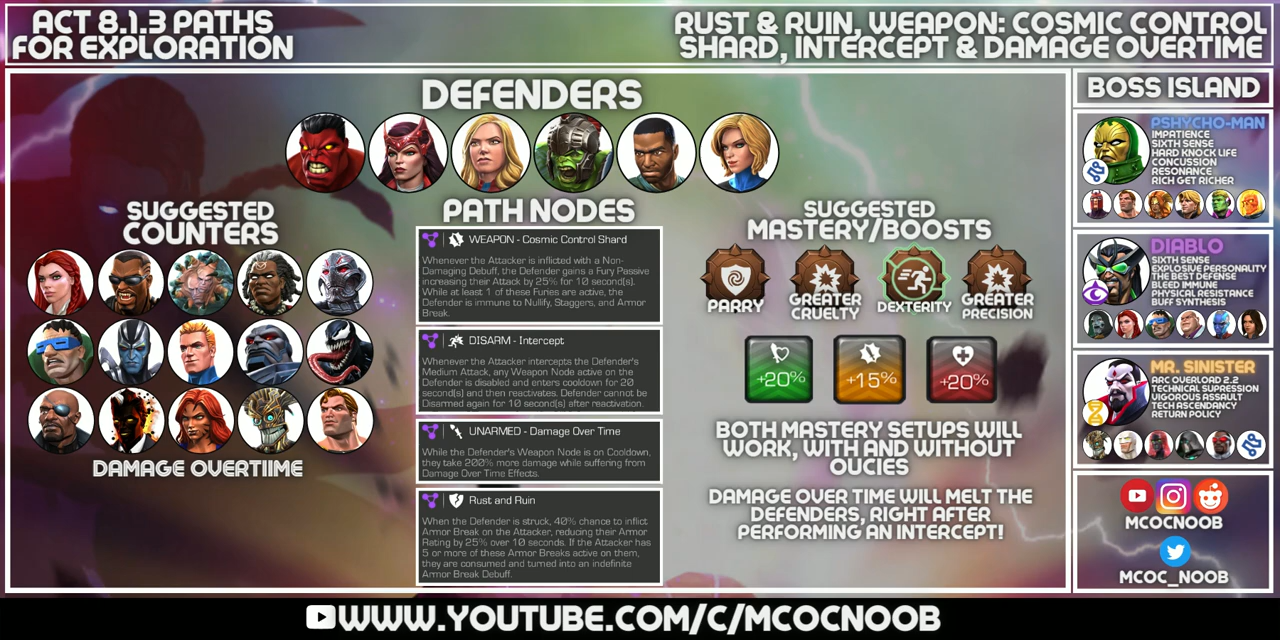 ACT 8.1.3 PATHS
FOR EXPLORATION
RUST & RUIN, WEAPON: COSMIC CONTROL
SHARD, INTERCEPT & DAMAGE OVERTIME
DEFENDERS
SUGGESTED
COUNTERS
DAMAGE OVERTIIME
PATH NODES
WEAPON - Cosmic Control Shard
Whenever the Attacker is inflicted with a Non-
Damaging Debuff, the Defender gains a Fury Passive
increasing their Attack by 25% for 10 second(s).
While at least 1 of these Furies are active, the
Defender is immune to Nullify, Staggers, and Armor
Break.
DISARM - Intercept
Whenever the Attacker intercepts the Defender's
Medium Attack, any Weapon Node active on the
Defender is disabled and enters cooldown for 20
second(s) and then reactivates. Defender cannot be
Disarmed again for 10 second(s) after reactivation.
UNARMED - Damage Over Time
While the Defender's Weapon Node is on Cooldown,
they take 200% more damage while suffering from
Damage Over Time Effects.
Rust and Ruin
When the Defender is struck, 40% chance to inflict
Armor Break on the Attacker, reducing their Armor
Rating by 25% over 10 seconds. If the Attacker has
5 or more of these Armor Breaks active on them,
they are consumed and turned into an indefinite
Armor Break Debuff.
SUGGESTED
MASTERY/BOOSTS
PARRY
GREATER
CRUELTY
DEXTERITY
GREATER
PRECISION
+20%
+15%
+20%
BOTH MASTERY SETUPS WILL
WORK, WITH AND WITHOUT
OUCIES
DAMAGE OVER TIME WILL MELT THE
DEFENDERS, RIGHT AFTER
PERFORMING AN INTERCEPT!
BOSS ISLAND
PSHYCHO-MAN
IMPATIENCE
SIXTH SENSE
HARD KNOCK LIFE
CONCUSSION
RESONANCE
RICH GET RICHER
DIABLO
SIXTH SENSE
EXPLOSIVE PERSONALITY
THE BEST DEFENSE
BLEED IMMUNE
PHYSICAL RESISTANCE
BUFF SYNTHESIS
MR. SINISTER
ARC OVERLOAD 2.2
TECHNICAL SUPRESSION
VIGOROUS ASSAULT
TECH ASCENDANCY
RETURN POLICY
MCOCNOOB
MCOC_NOOB
WWW.YOUTUBE.COM/C/MCOCNOOB